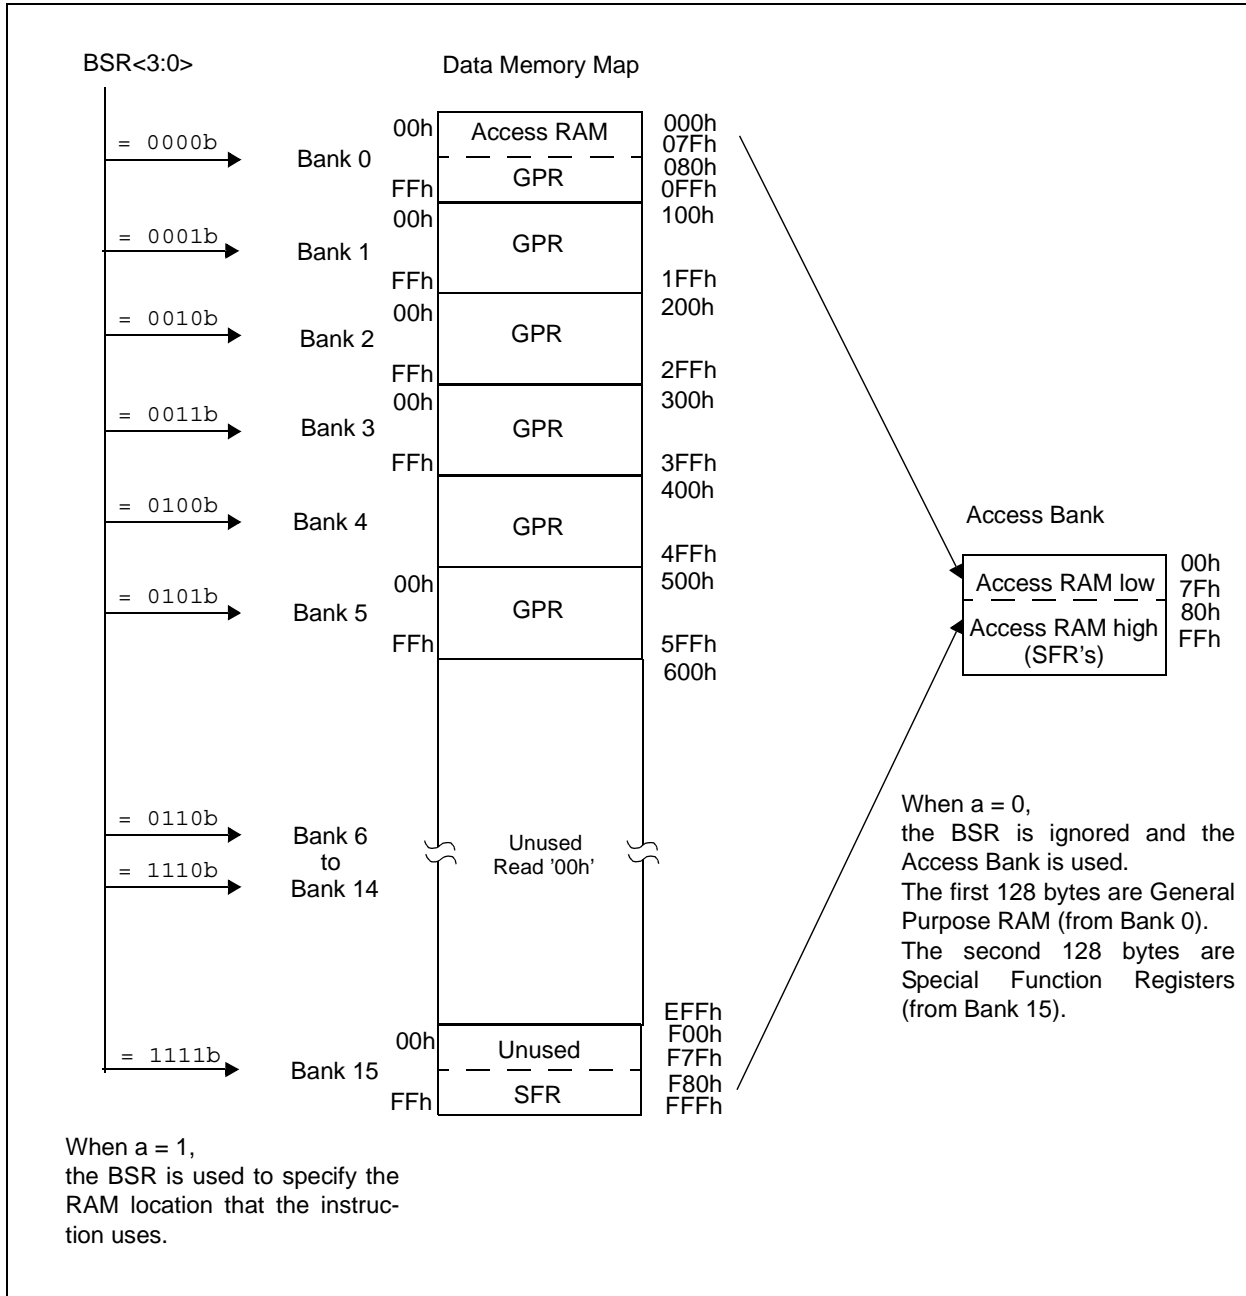 BSR<3:0>
Data Memory Map
= 0000b
Bank 0
00h
Access RAM
000h
07Fh
FFh
GPR
080h
0FFh
= 0001b
Bank 1
00h
GPR
100h
FFh
1FFh
= 0010b
Bank 2
00h
GPR
200h
FFh
2FFh
= 0011b
Bank 3
00h
GPR
300h
FFh
3FFh
= 0100b
Bank 4
GPR
400h
4FFh
= 0101b
Bank 5
00h
GPR
500h
FFh
5FFh
600h
= 0110b
Bank 6
to
= 1110b
Bank 14
Unused
Read '00h'
EFFh
= 1111b
Bank 15
00h
Unused
F00h
F7Fh
FFh
SFR
F80h
FFFh
Access Bank
Access RAM low
00h
7Fh
Access RAM high
(SFR's)
80h
FFh
When a = 0,
the BSR is ignored and the
Access Bank is used.
The first 128 bytes are General
Purpose RAM (from Bank 0).
The second 128 bytes are
Special Function Registers
(from Bank 15).
When a = 1,
the BSR is used to specify the
RAM location that the instruc-
tion uses.